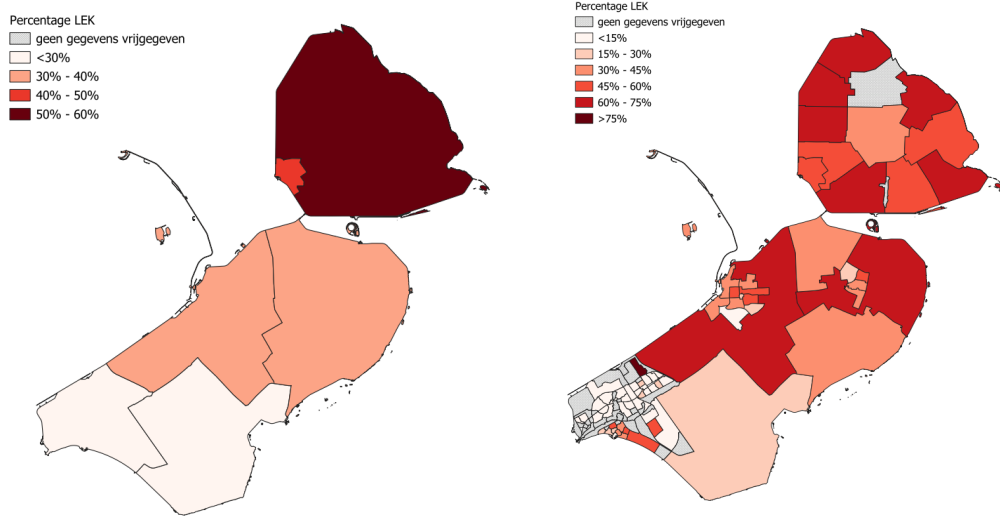 Percentage LEK
geen gegevens vrijgegeven
<30%
30% - 40%
40% - 50%
50% - 60%
Percentage LEK
geen gegevens vrijgegeven
<15%
15% - 30%
30% - 45%
45% - 60%
60% - 75%
>75%